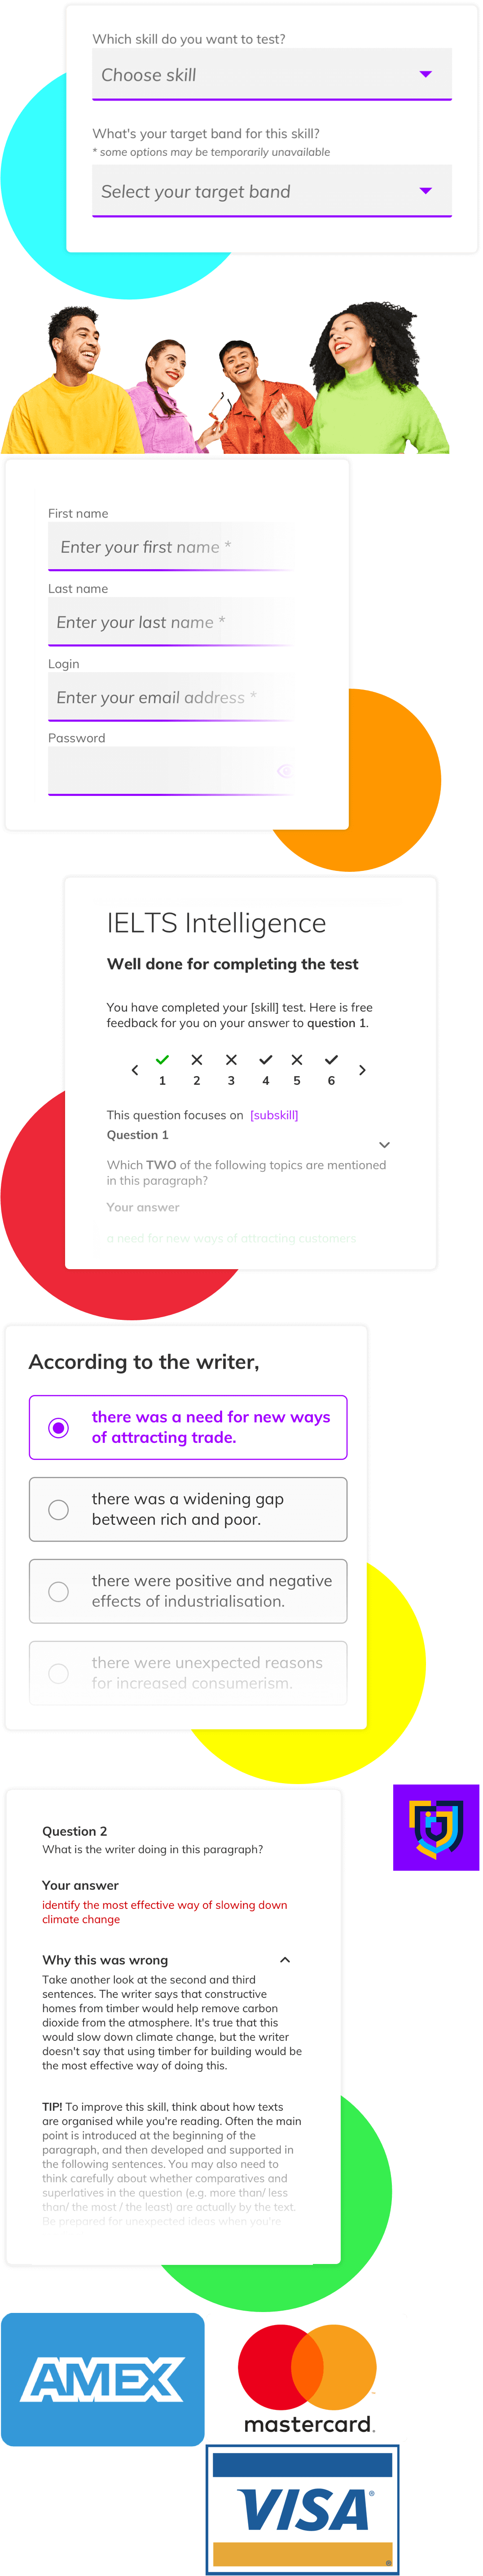 Which skill do you want to test?
Choose skill
What's your target band for this skill?
* some options may be temporarily unavailable
Select your target band
First name
Enter your first name *
Last name
Enter your last name *
Login
Enter your email address *
Password
IELTS Intelligence
Well done for completing the test
You have completed your [skill] test. Here is free
feedback for you on your answer to question 1.
1 2 3 4 5 6
This question focuses on [subskill]
Question 1
Which TWO of the following topics are mentioned
in this paragraph?
Your answer
a need for new ways of attracting customers
According to the writer,
there was a need for new ways
of attracting trade.
there was a widening gap
between rich and poor.
there were positive and negative
effects of industrialisation.
there were unexpected reasons
for increased consumerism.
Question 2
What is the writer doing in this paragraph?
Your answer
identify the most effective way of slowing down
climate change
Why this was wrong
Take another look at the second and third
sentences. The writer says that constructive
homes from timber would help remove carbon
dioxide from the atmosphere. It's true that this
would slow down climate change, but the writer
doesn't say that using timber for building would be
the most effective way of doing this.
TIP! To improve this skill, think about how texts
are organised while you're reading. Often the main
point is introduced at the beginning of the
paragraph, and then developed and supported in
the following sentences. You may also need to
think carefully about whether comparatives and
superlatives in the question (e.g. more than/ less
than/ the most / the least) are actually by the text.
Be prepared for unexpected ideas when you're
AMEX
mastercard.
VISA®
®